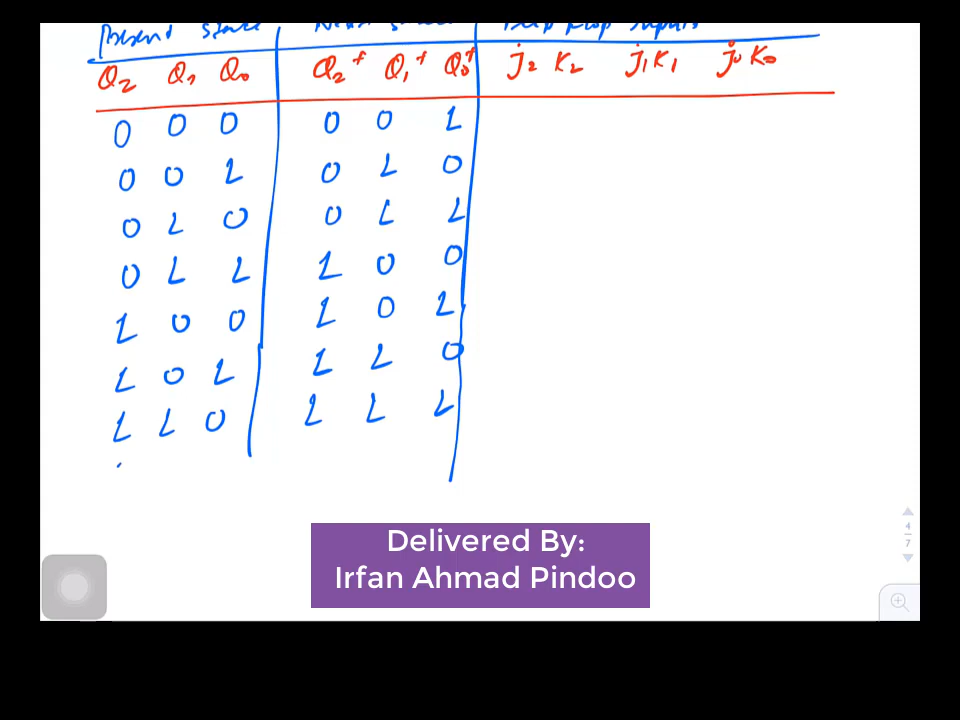 Present state Next state Flip flop inputs
Q2 Q1 Q0 Q2+ Q1+ Q0+ J2 K2 J1 K1 J0 K0
0 0 0 0 0 1
0 0 1 0 1 0
0 1 0 0 1 1
0 1 1 1 0 0
1 0 0 1 0 1
1 0 1 1 1 0
1 1 0 1 1 1
4
7
Delivered By:
Irfan Ahmad Pindoo